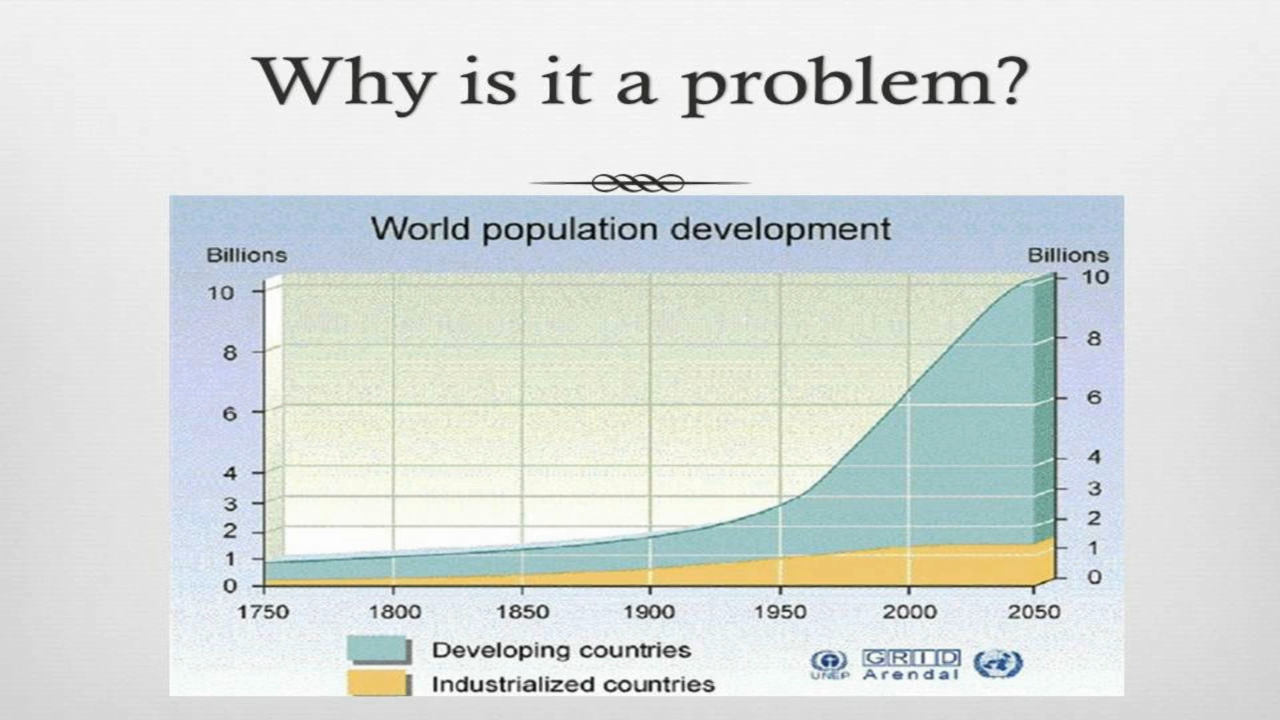 Why is it a problem?
World population development
Billions
Billions
10
8
6
4
3
2
1
0
10
8
6
4
3
2
1
0
1750 1800 1850 1900 1950 2000 2050
Developing countries
Industrialized countries
UNEP
GRID
Arendal